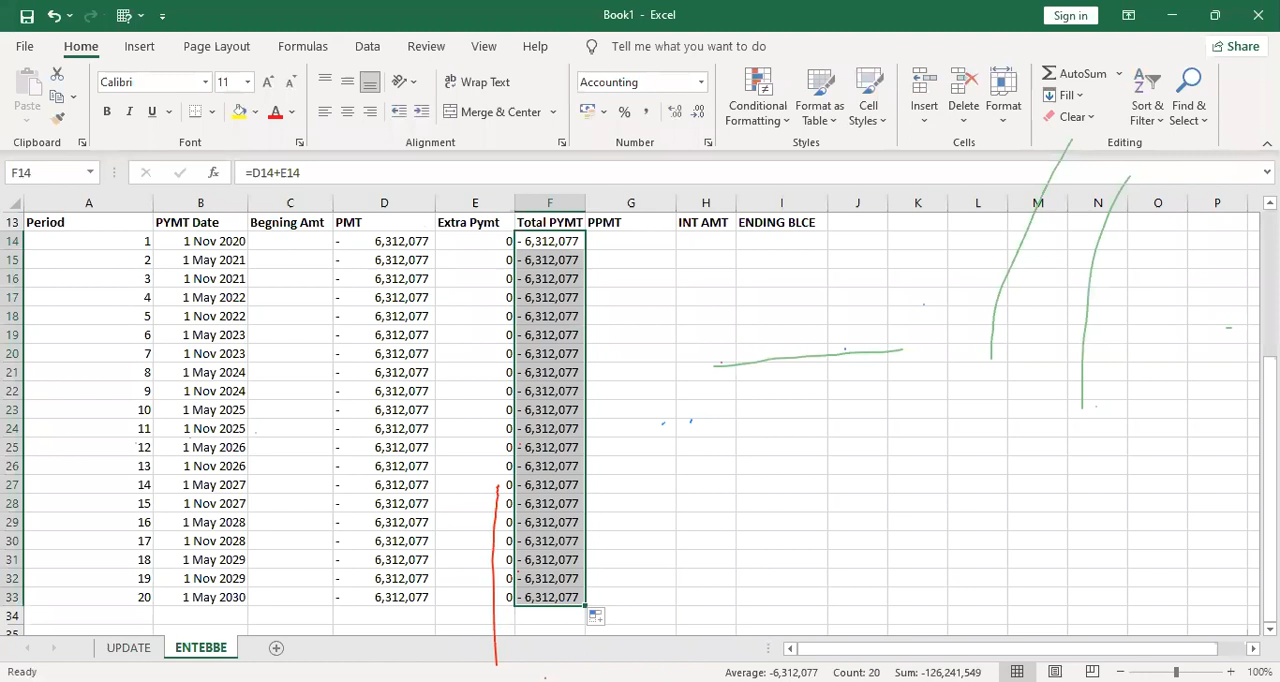 Book1 - Excel
Sign in
File Home Insert Page Layout Formulas Data Review View Help Tell me what you want to do Share
Paste
Clipboard
Calibri 11
B I U
Font
Wrap Text
Merge & Center
Alignment
Accounting
Number
Conditional Formatting
Format as Table
Cell Styles
Styles
Insert Delete Format
Cells
AutoSum
Fill
Clear
Sort & Filter
Find & Select
Editing
F14 fx =D14+E14
A B C D E F G H I J K L M N O P
13 Period PYMT Date Begning Amt PMT Extra Pymt Total PYMT PPMT INT AMT ENDING BLCE
14 1 1 Nov 2020 - 6,312,077 0 - 6,312,077
15 2 1 May 2021 - 6,312,077 0 - 6,312,077
16 3 1 Nov 2021 - 6,312,077 0 - 6,312,077
17 4 1 May 2022 - 6,312,077 0 - 6,312,077
18 5 1 Nov 2022 - 6,312,077 0 - 6,312,077
19 6 1 May 2023 - 6,312,077 0 - 6,312,077
20 7 1 Nov 2023 - 6,312,077 0 - 6,312,077
21 8 1 May 2024 - 6,312,077 0 - 6,312,077
22 9 1 Nov 2024 - 6,312,077 0 - 6,312,077
23 10 1 May 2025 - 6,312,077 0 - 6,312,077
24 11 1 Nov 2025 - 6,312,077 0 - 6,312,077
25 12 1 May 2026 - 6,312,077 0 - 6,312,077
26 13 1 Nov 2026 - 6,312,077 0 - 6,312,077
27 14 1 May 2027 - 6,312,077 0 - 6,312,077
28 15 1 Nov 2027 - 6,312,077 0 - 6,312,077
29 16 1 May 2028 - 6,312,077 0 - 6,312,077
30 17 1 Nov 2028 - 6,312,077 0 - 6,312,077
31 18 1 May 2029 - 6,312,077 0 - 6,312,077
32 19 1 Nov 2029 - 6,312,077 0 - 6,312,077
33 20 1 May 2030 - 6,312,077 0 - 6,312,077
34
35
UPDATE ENTEBBE
Ready Average: -6,312,077 Count: 20 Sum: -126,241,549 100%